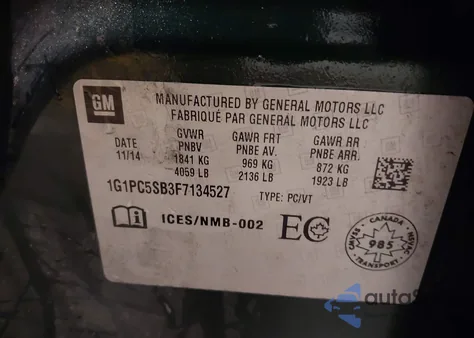 GM
MANUFACTURED BY GENERAL MOTORS LLC
FABRIQUÉ PAR GENERAL MOTORS LLC
DATE GVWR GAWR FRT GAWR RR
PNBV PNBE AV. PNBE ARR.
11/14 1841 KG 969 KG 872 KG
4059 LB 2136 LB 1923 LB
1G1PC5SB3F7134527 TYPE: PC/VT
ICES/NMB-002 EC
CANADA
985
TRANSPORT